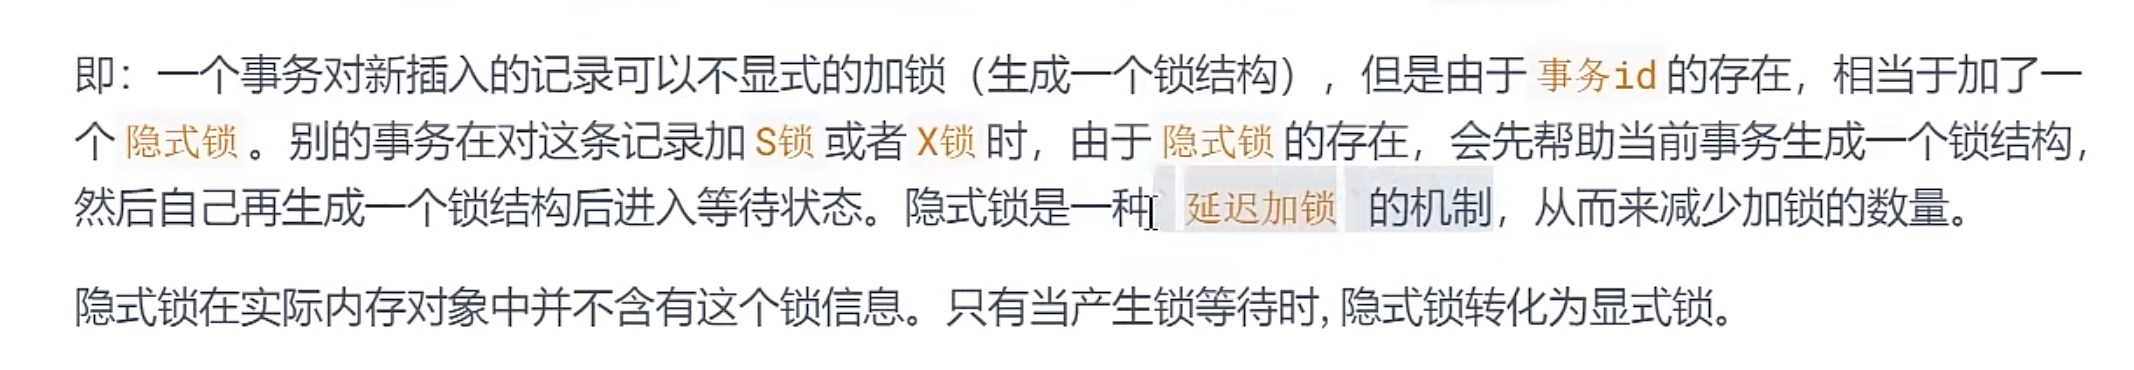 即：一个事务对新插入的记录可以不显式的加锁（生成一个锁结构），但是由于 事务id 的存在，相当于加了一
个 隐式锁 。别的事务在对这条记录加 S锁 或者 X锁 时，由于 隐式锁 的存在，会先帮助当前事务生成一个锁结构，
然后自己再生成一个锁结构后进入等待状态。隐式锁是一种` 延迟加锁 `的机制，从而来减少加锁的数量。
隐式锁在实际内存对象中并不含有这个锁信息。只有当产生锁等待时, 隐式锁转化为显式锁。